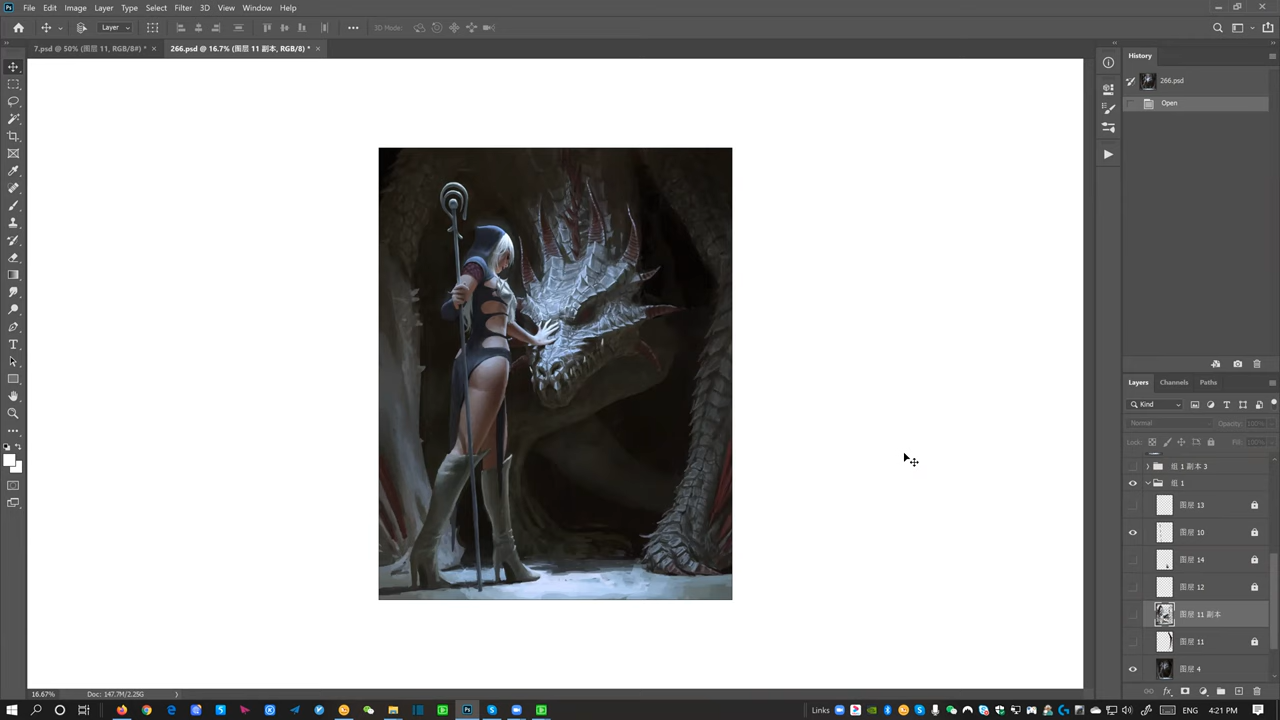 File Edit Image Layer Type Select Filter 3D View Window Help
Layer 3D Mode:
7.psd @ 50% (图层 11, RGB/8#) * × 266.psd @ 16.7% (图层 11 副本, RGB/8) * ×
History
266.psd
Open
Layers Channels Paths
Kind
Normal Opacity: 100%
Lock: Fill: 100%
组 1 副本 3
组 1
图层 13
图层 10
图层 14
图层 12
图层 11 副本
图层 11
图层 4
16.67% Doc: 147.7M/2.25G
Links 4:21 PM